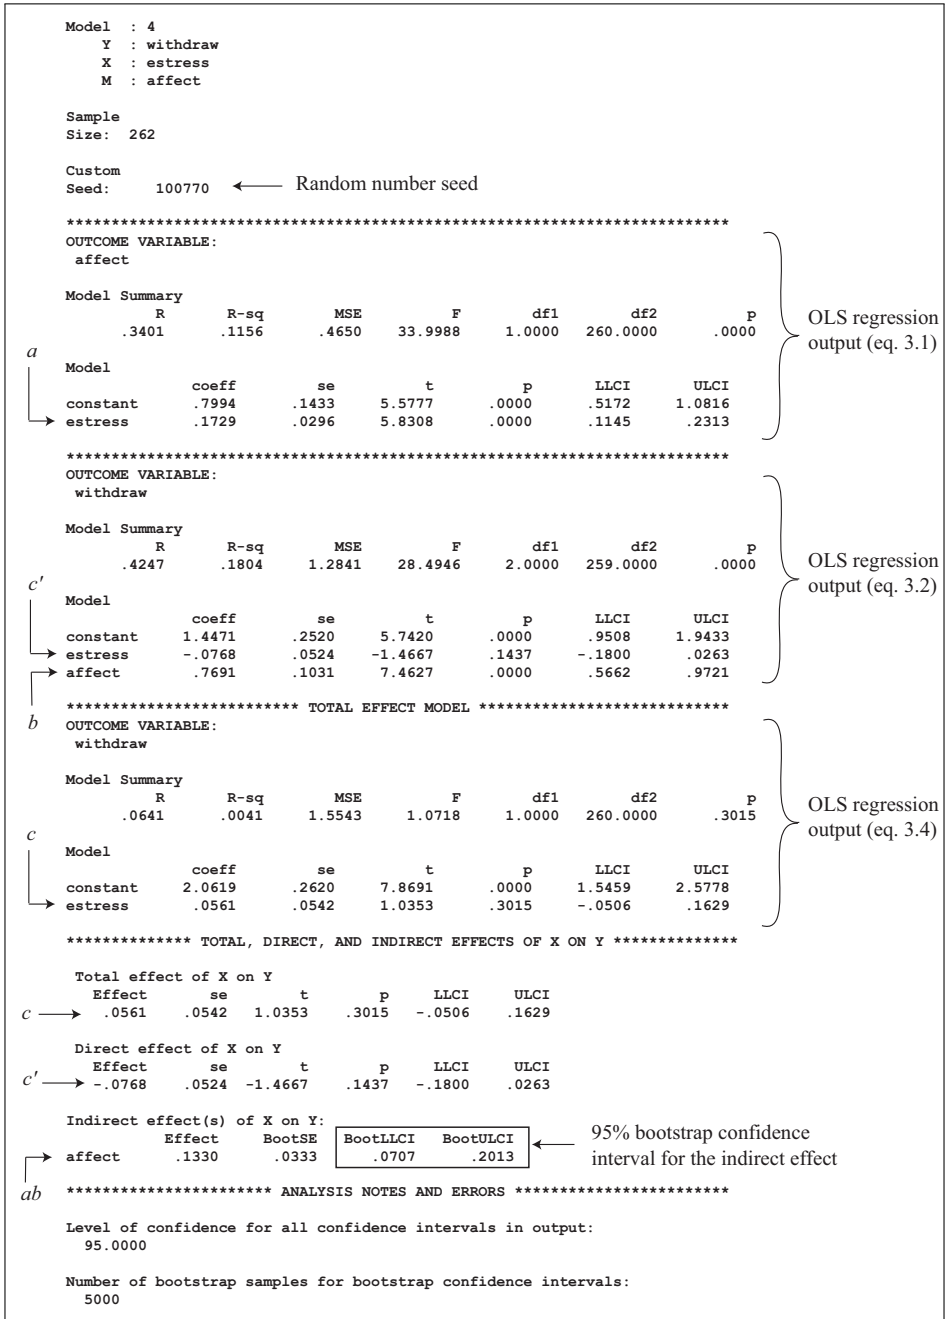 Model : 4
Y : withdraw
X : estress
M : affect
Sample
Size: 262
Custom
Seed: 100770
Random number seed
**************************************************************************
OUTCOME VARIABLE:
affect
Model Summary
R R-sq MSE F df1 df2 p
.3401 .1156 .4650 33.9988 1.0000 260.0000 .0000
OLS regression
output (eq. 3.1)
a
Model
coeff se t p LLCI ULCI
constant .7994 .1433 5.5777 .0000 .5172 1.0816
estress .1729 .0296 5.8308 .0000 .1145 .2313
**************************************************************************
OUTCOME VARIABLE:
withdraw
Model Summary
R R-sq MSE F df1 df2 p
.4247 .1804 1.2841 28.4946 2.0000 259.0000 .0000
OLS regression
output (eq. 3.2)
c'
Model
coeff se t p LLCI ULCI
constant 1.4471 .2520 5.7420 .0000 .9508 1.9433
estress -.0768 .0524 -1.4667 .1437 -.1800 .0263
affect .7691 .1031 7.4627 .0000 .5662 .9721
b
************************** TOTAL EFFECT MODEL ****************************
OUTCOME VARIABLE:
withdraw
Model Summary
R R-sq MSE F df1 df2 p
.0641 .0041 1.5543 1.0718 1.0000 260.0000 .3015
OLS regression
output (eq. 3.4)
c
Model
coeff se t p LLCI ULCI
constant 2.0619 .2620 7.8691 .0000 1.5459 2.5778
estress .0561 .0542 1.0353 .3015 -.0506 .1629
************** TOTAL, DIRECT, AND INDIRECT EFFECTS OF X ON Y **************
Total effect of X on Y
Effect se t p LLCI ULCI
c .0561 .0542 1.0353 .3015 -.0506 .1629
Direct effect of X on Y
Effect se t p LLCI ULCI
c' -.0768 .0524 -1.4667 .1437 -.1800 .0263
Indirect effect(s) of X on Y:
Effect BootSE BootLLCI BootULCI
affect .1330 .0333 .0707 .2013
95% bootstrap confidence
interval for the indirect effect
ab
*********************** ANALYSIS NOTES AND ERRORS ************************
Level of confidence for all confidence intervals in output:
95.0000
Number of bootstrap samples for bootstrap confidence intervals:
5000